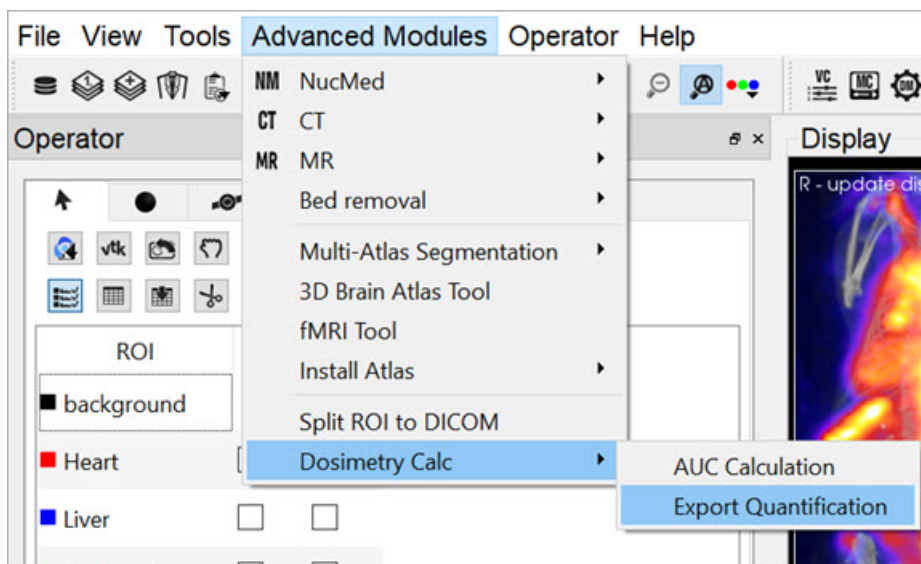 File View Tools Advanced Modules Operator Help
NM NucMed
CT CT
MR MR
Bed removal
Multi-Atlas Segmentation
3D Brain Atlas Tool
fMRI Tool
Install Atlas
Split ROI to DICOM
Dosimetry Calc
AUC Calculation
Export Quantification
VC MC DM
Operator
Display
R - update dis
vtk
ROI
background
Heart
Liver